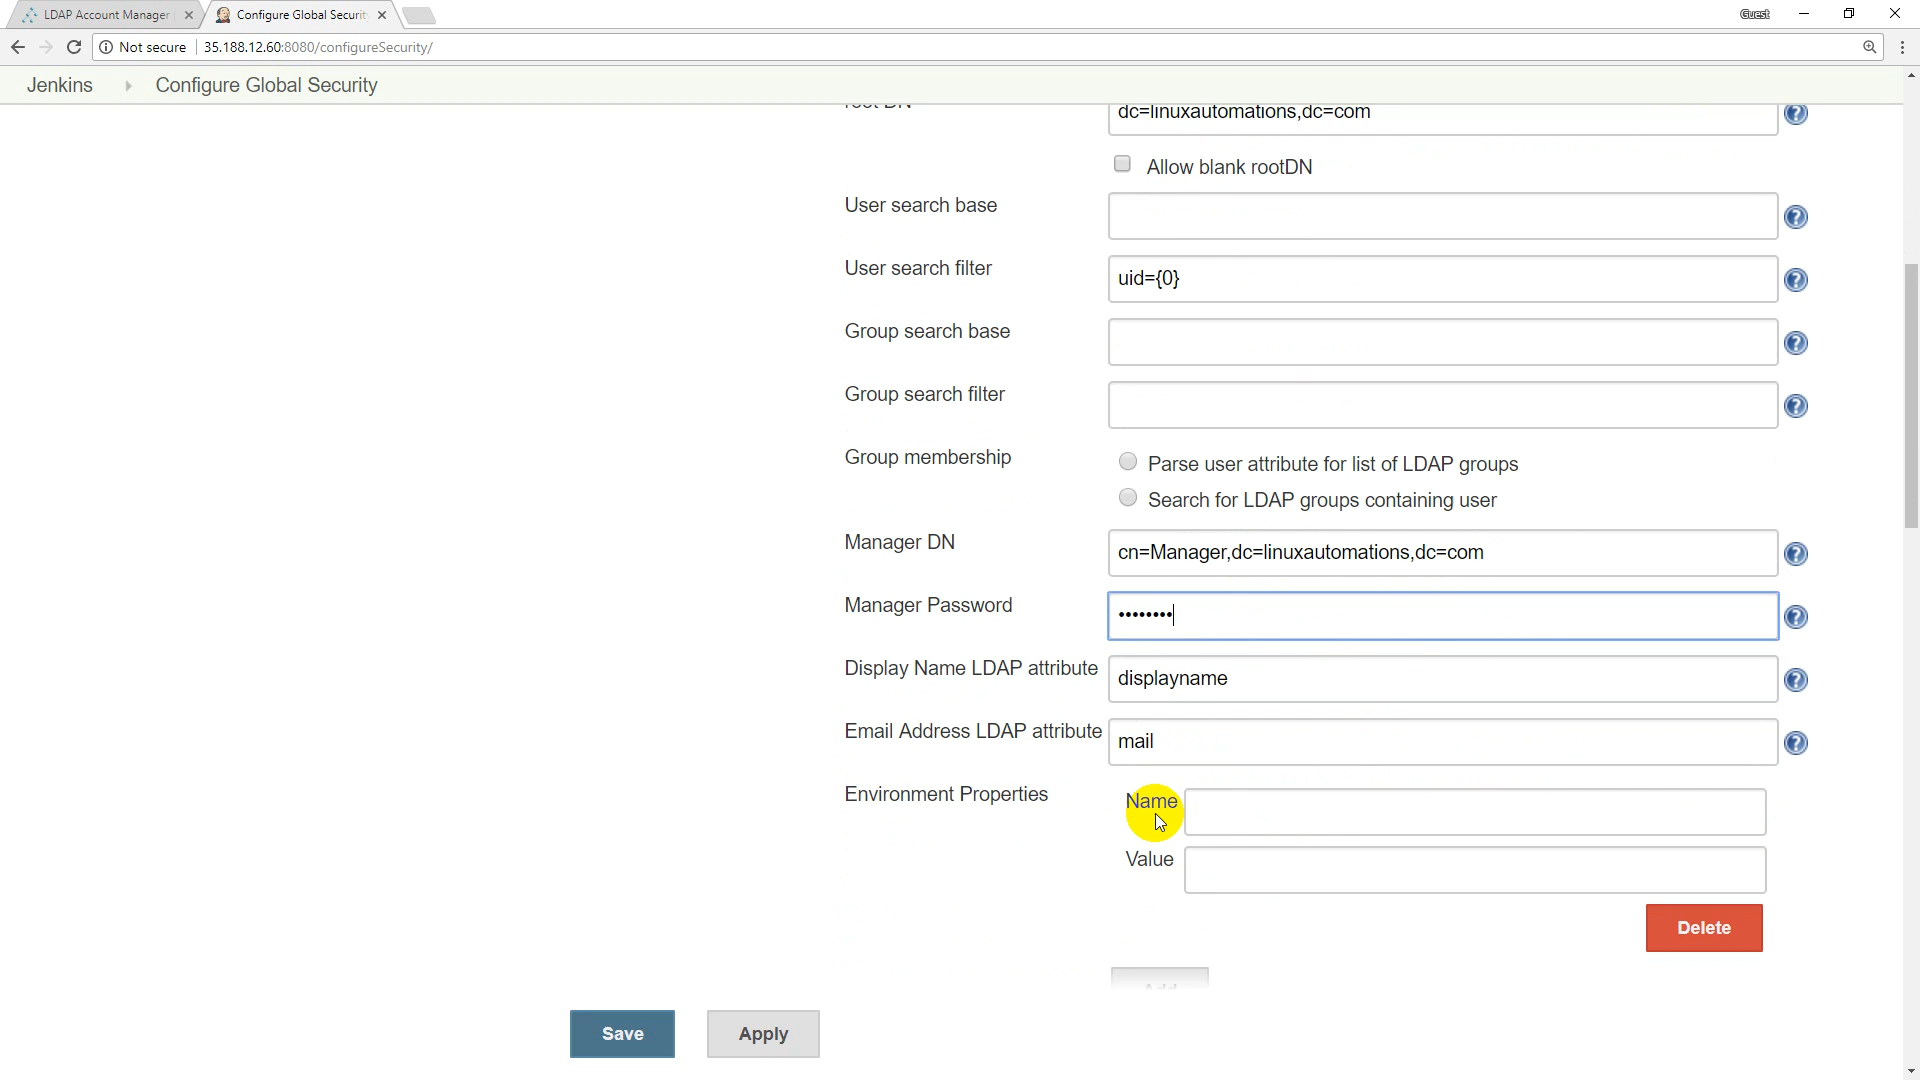 LDAP Account Manager
Configure Global Securit
Guest
Not secure
35.188.12.60:8080/configureSecurity/
Jenkins
Configure Global Security
root DN
dc=linuxautomations,dc=com
Allow blank rootDN
User search base
User search filter
uid={0}
Group search base
Group search filter
Group membership
Parse user attribute for list of LDAP groups
Search for LDAP groups containing user
Manager DN
cn=Manager,dc=linuxautomations,dc=com
Manager Password
••••••••
Display Name LDAP attribute
displayname
Email Address LDAP attribute
mail
Environment Properties
Name
Value
Delete
Add
Save
Apply